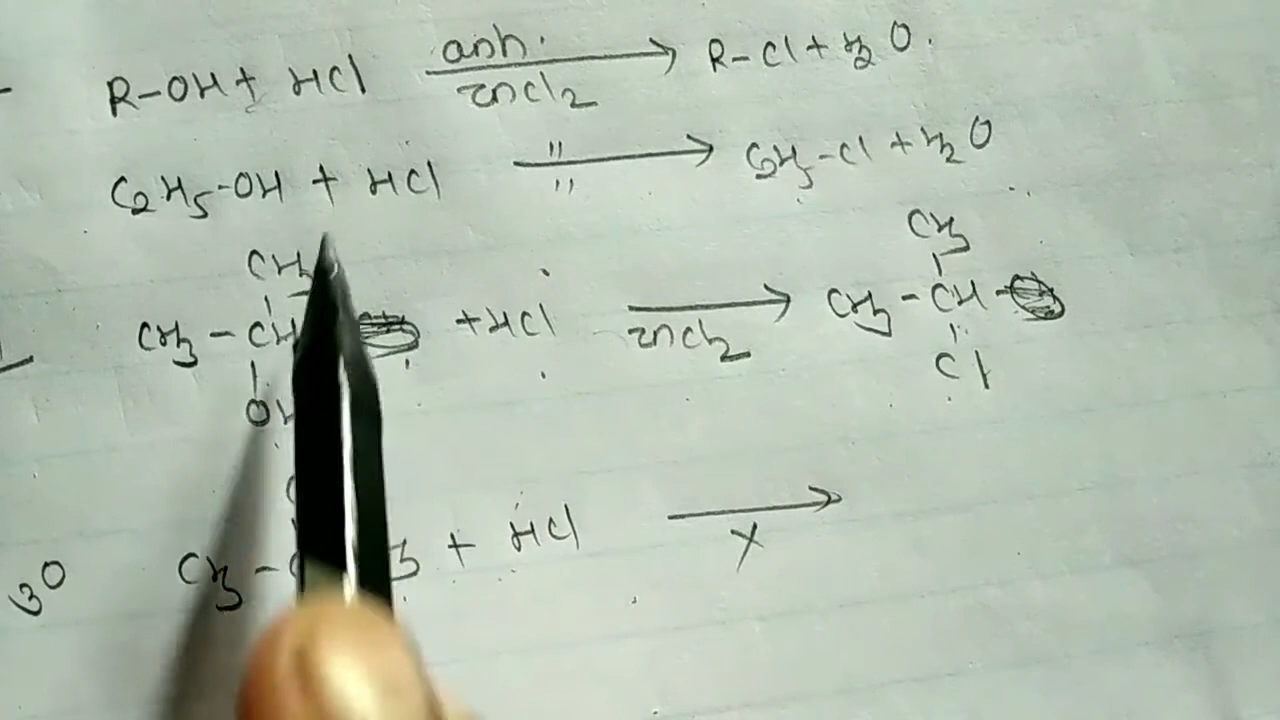 R-OH + HCl anh. ZnCl2 → R-Cl + H2O.
C2H5-OH + HCl " " → C2H5-Cl + H2O
CH3 CH3
CH3 - CH + HCl ZnCl2 → CH3 - CH -
OH Cl
3° CH3 - + HCl X →